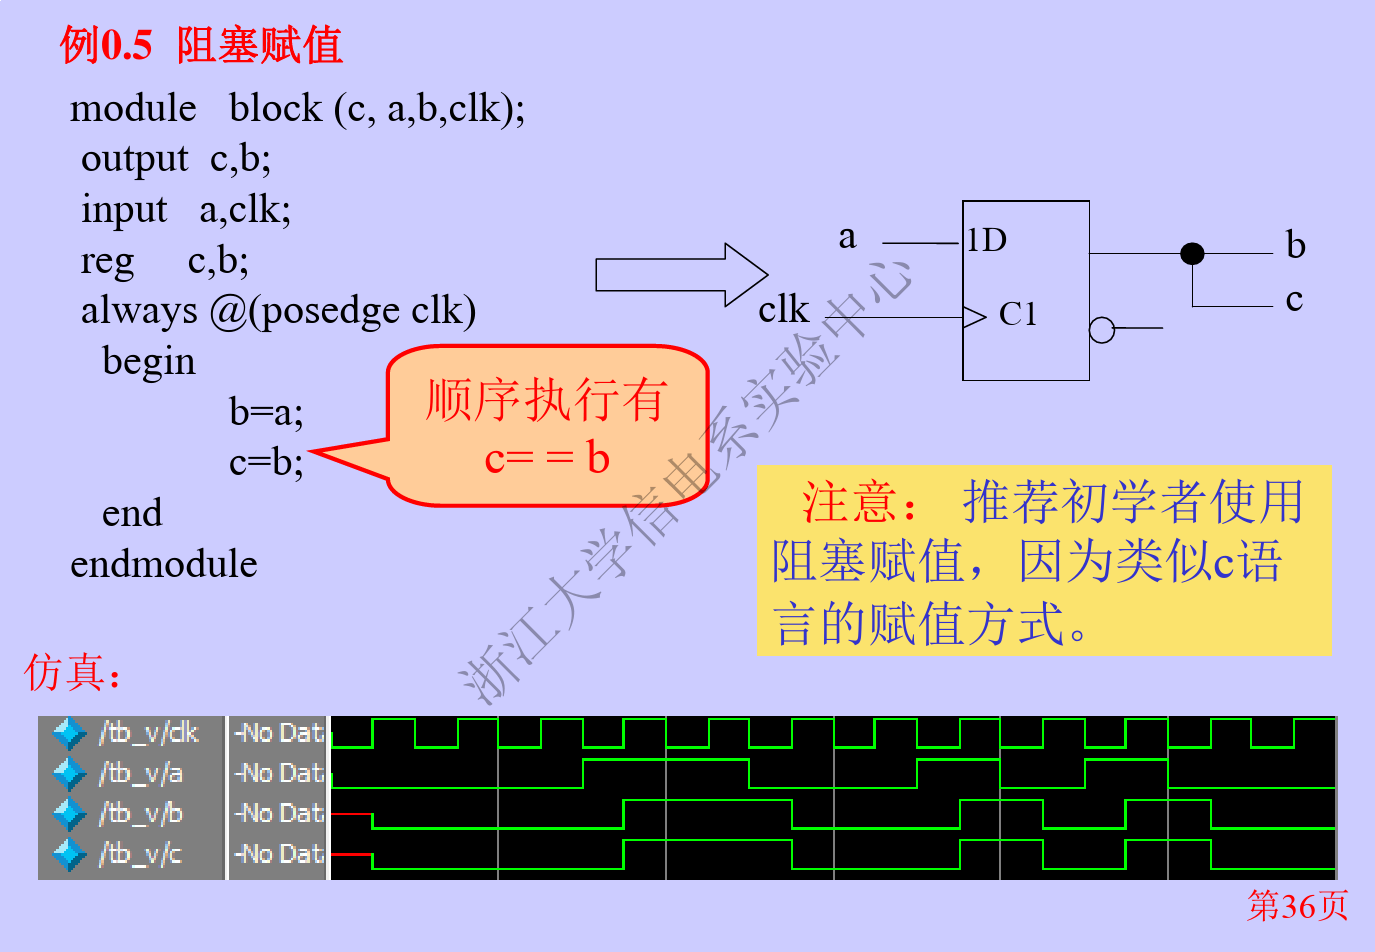 例0.5 阻塞赋值
module block (c, a,b,clk);
output c,b;
input a,clk;
reg c,b;
always @(posedge clk)
begin
b=a;
c=b;
end
endmodule
顺序执行有
c= = b
a
clk
1D
C1
b
c
注意： 推荐初学者使用
阻塞赋值，因为类似c语
言的赋值方式。
浙江大学信电系实验中心
仿真：
/tb_v/clk -No Dat
/tb_v/a -No Dat
/tb_v/b -No Dat
/tb_v/c -No Dat
第36页